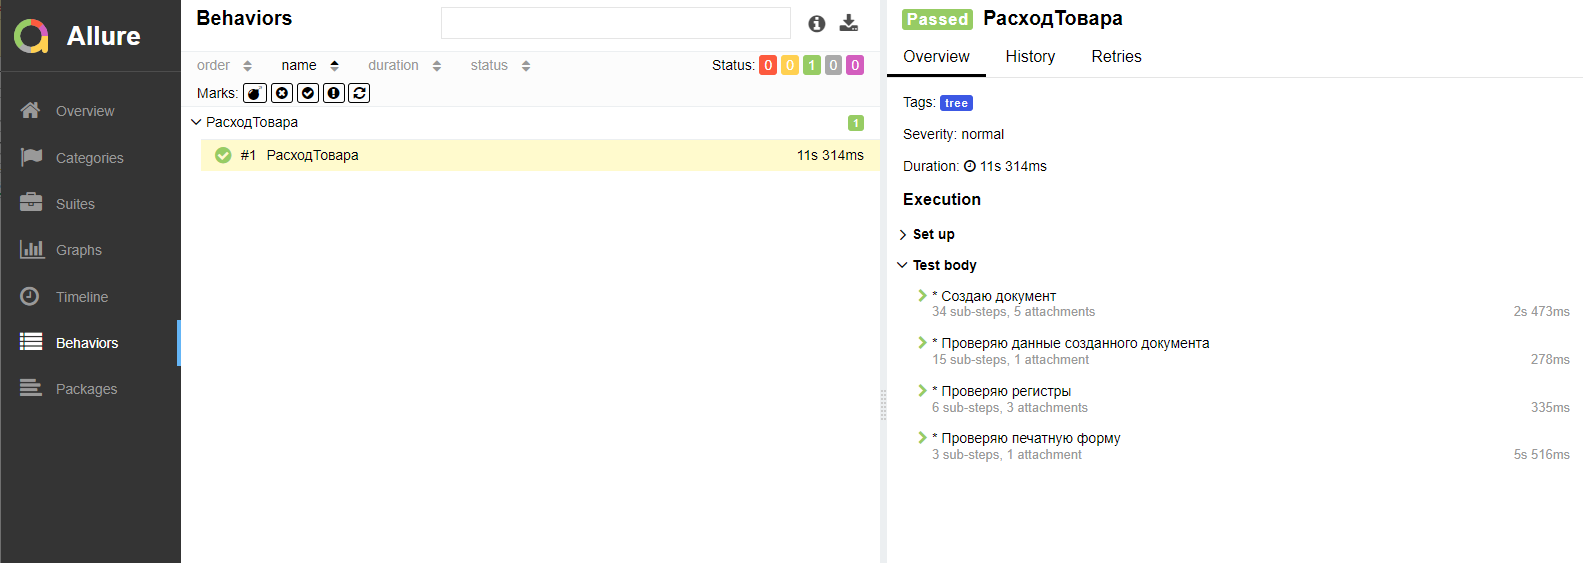 Allure
Overview
Categories
Suites
Graphs
Timeline
Behaviors
Packages
Behaviors
order name duration status Status: 0 0 1 0 0
Marks:
РасходТовара 1
#1 РасходТовара 11s 314ms
Passed РасходТовара
Overview History Retries
Tags: tree
Severity: normal
Duration: 11s 314ms
Execution
Set up
Test body
* Создаю документ
34 sub-steps, 5 attachments 2s 473ms
* Проверяю данные созданного документа
15 sub-steps, 1 attachment 278ms
* Проверяю регистры
6 sub-steps, 3 attachments 335ms
* Проверяю печатную форму
3 sub-steps, 1 attachment 5s 516ms